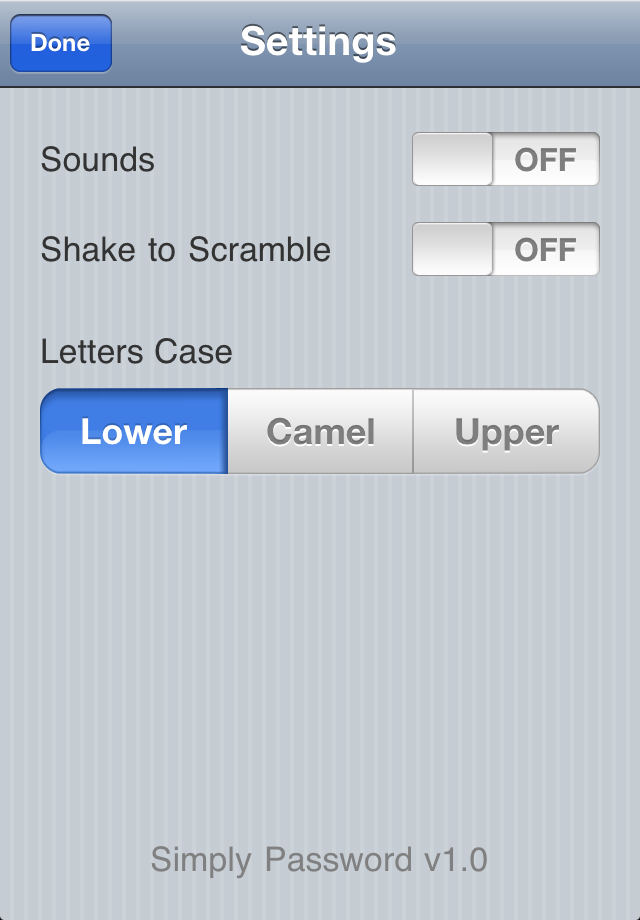 Done Settings
Sounds OFF
Shake to Scramble OFF
Letters Case
Lower Camel Upper
Simply Password v1.0